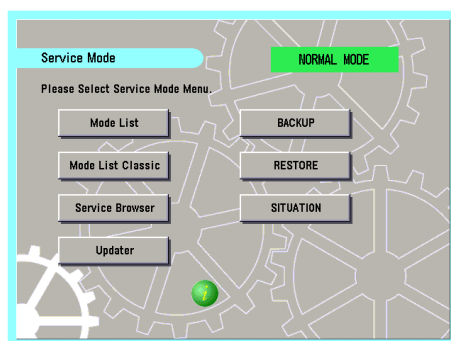 Service Mode
NORMAL MODE
Please Select Service Mode Menu.
Mode List
BACKUP
Mode List Classic
RESTORE
Service Browser
SITUATION
Updater
i